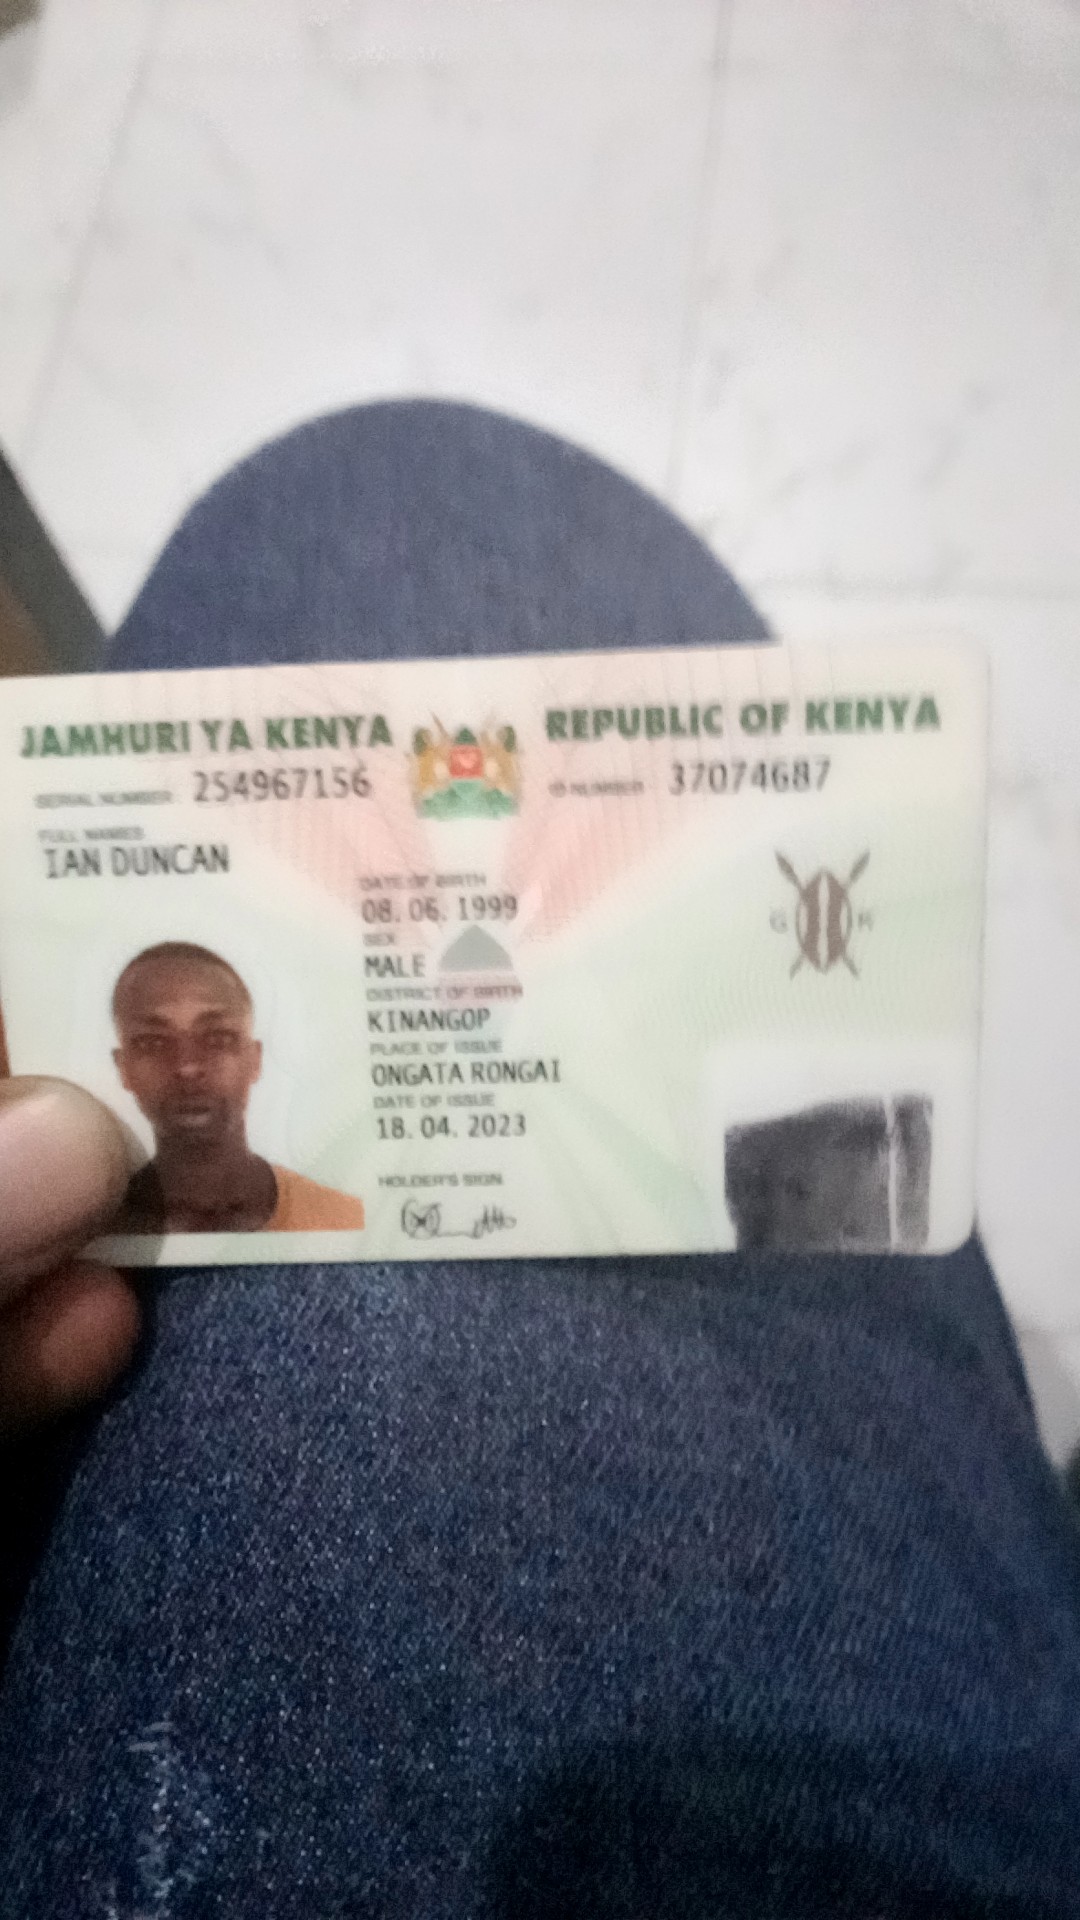 JAMHURI YA KENYA
REPUBLIC OF KENYA
SERIAL NUMBER: 254967156
ID NUMBER: 37074687
FULL NAMES
IAN DUNCAN
DATE OF BIRTH
08. 06. 1999
SEX
MALE
DISTRICT OF BIRTH
KINANGOP
PLACE OF ISSUE
ONGATA RONGAI
DATE OF ISSUE
18. 04. 2023
HOLDER'S SIGN.
G K